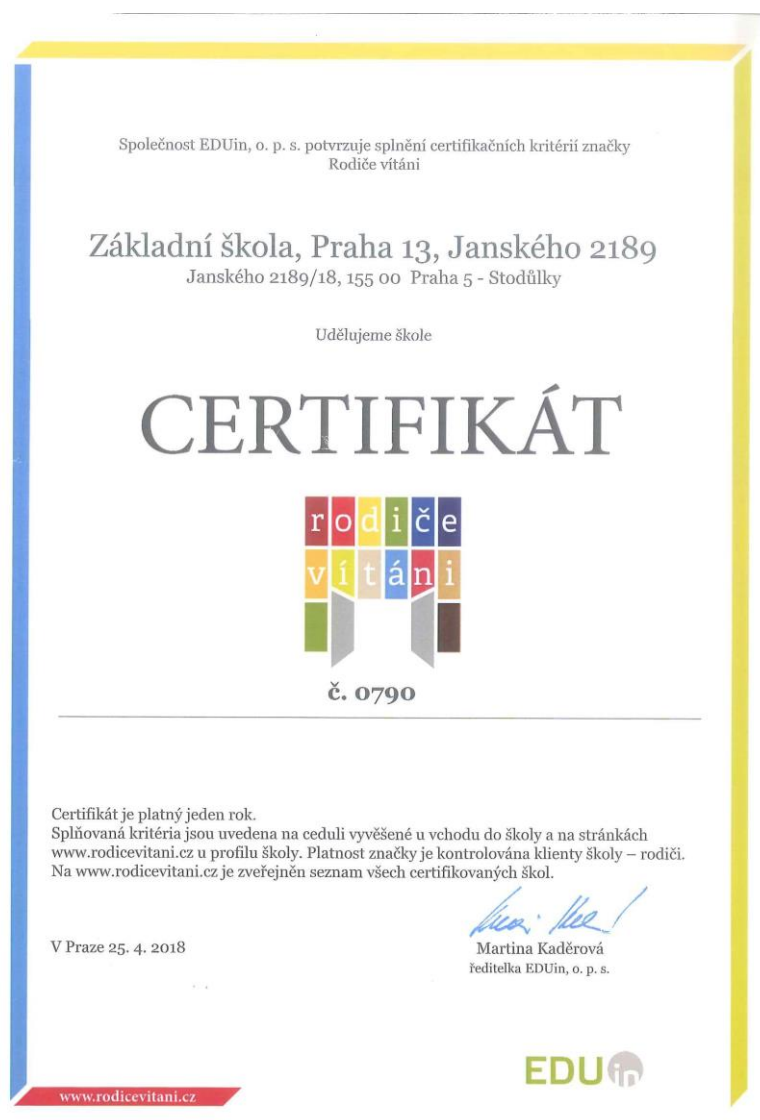 Společnost EDUin, o. p. s. potvrzuje splnění certifikačních kritérií značky
Rodiče vítáni
Základní škola, Praha 13, Janského 2189
Janského 2189/18, 155 00 Praha 5 - Stodůlky
Udělujeme škole
CERTIFIKÁT
rodiče
vítáni
č. 0790
Certifikát je platný jeden rok.
Splňovaná kritéria jsou uvedena na ceduli vyvěšené u vchodu do školy a na stránkách
www.rodicevitani.cz u profilu školy. Platnost značky je kontrolována klienty školy – rodiči.
Na www.rodicevitani.cz je zveřejněn seznam všech certifikovaných škol.
V Praze 25. 4. 2018
Martina Kaděrová
ředitelka EDUin, o. p. s.
EDUin
www.rodicevitani.cz